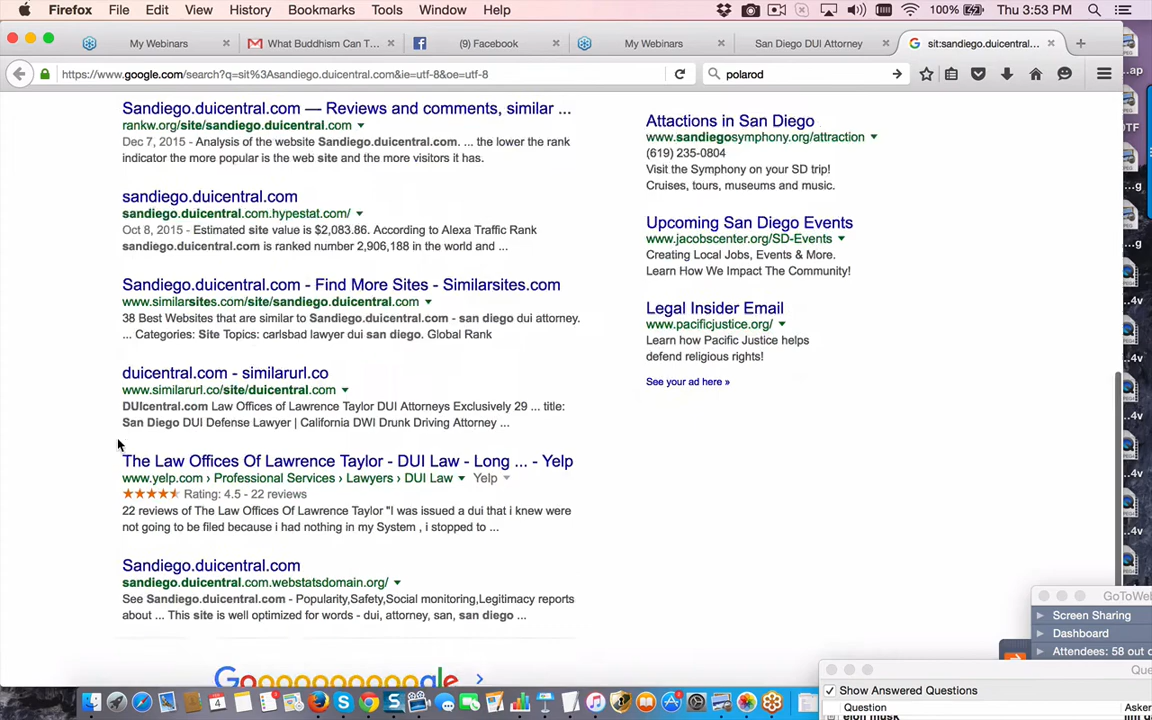 Firefox File Edit View History Bookmarks Tools Window Help 100% Thu 3:53 PM
My Webinars What Buddhism Can T... (9) Facebook My Webinars San Diego DUI Attorney sit:sandiego.duicentral.com...
https://www.google.com/search?q=sit%3Asandiego.duicentral.com&ie=utf-8&oe=utf-8 polarod
Sandiego.duicentral.com — Reviews and comments, similar ...
rankw.org/site/sandiego.duicentral.com
Dec 7, 2015 - Analysis of the website Sandiego.duicentral.com. ... the lower the rank
indicator the more popular is the web site and the more visitors it has.
sandiego.duicentral.com
sandiego.duicentral.com.hypestat.com/
Oct 8, 2015 - Estimated site value is $2,083.86. According to Alexa Traffic Rank
sandiego.duicentral.com is ranked number 2,906,188 in the world and ...
Sandiego.duicentral.com - Find More Sites - Similarsites.com
www.similarsites.com/site/sandiego.duicentral.com
38 Best Websites that are similar to Sandiego.duicentral.com - san diego dui attorney.
... Categories: Site Topics: carlsbad lawyer dui san diego. Global Rank
duicentral.com - similarurl.co
www.similarurl.co/site/duicentral.com
DUIcentral.com Law Offices of Lawrence Taylor DUI Attorneys Exclusively 29 ... title:
San Diego DUI Defense Lawyer | California DWI Drunk Driving Attorney ...
The Law Offices Of Lawrence Taylor - DUI Law - Long ... - Yelp
www.yelp.com › Professional Services › Lawyers › DUI Law Yelp
Rating: 4.5 - 22 reviews
22 reviews of The Law Offices Of Lawrence Taylor "I was issued a dui that i knew were
not going to be filed because i had nothing in my System , i stopped to ...
Sandiego.duicentral.com
sandiego.duicentral.com.webstatsdomain.org/
See Sandiego.duicentral.com - Popularity,Safety,Social monitoring,Legitimacy reports
about ... This site is well optimized for words - dui, attorney, san, san diego ...
Attactions in San Diego
www.sandiegosymphony.org/attraction
(619) 235-0804
Visit the Symphony on your SD trip!
Cruises, tours, museums and music.
Upcoming San Diego Events
www.jacobscenter.org/SD-Events
Creating Local Jobs, Events & More.
Learn How We Impact The Community!
Legal Insider Email
www.pacificjustice.org/
Learn how Pacific Justice helps
defend religious rights!
See your ad here »
GoToWeb
Screen Sharing
Dashboard
Attendees: 58 out o
Que
Show Answered Questions
Question Asker
elon musk